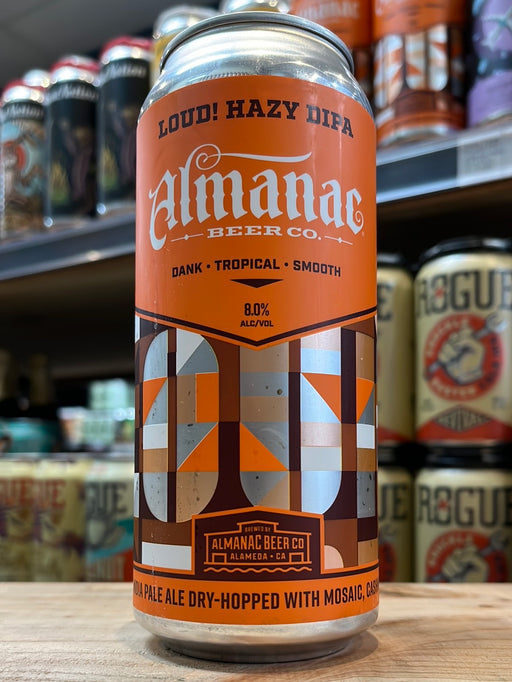 LOUD! HAZY DIPA
Almanac
BEER CO.
DANK • TROPICAL • SMOOTH
8.0%
ALC/VOL
BREWED BY
ALMANAC BEER CO
ALAMEDA • CA
PALE ALE DRY-HOPPED WITH MOSAIC,
ROGUE
ROGUE